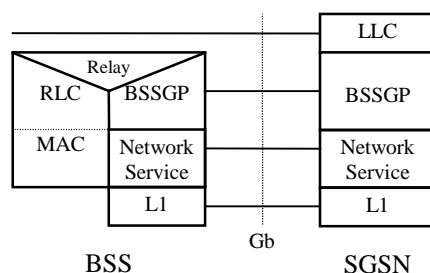 LLC
Relay
RLC
BSSGP
BSSGP
MAC
Network
Service
Network
Service
L1
L1
Gb
BSS
SGSN